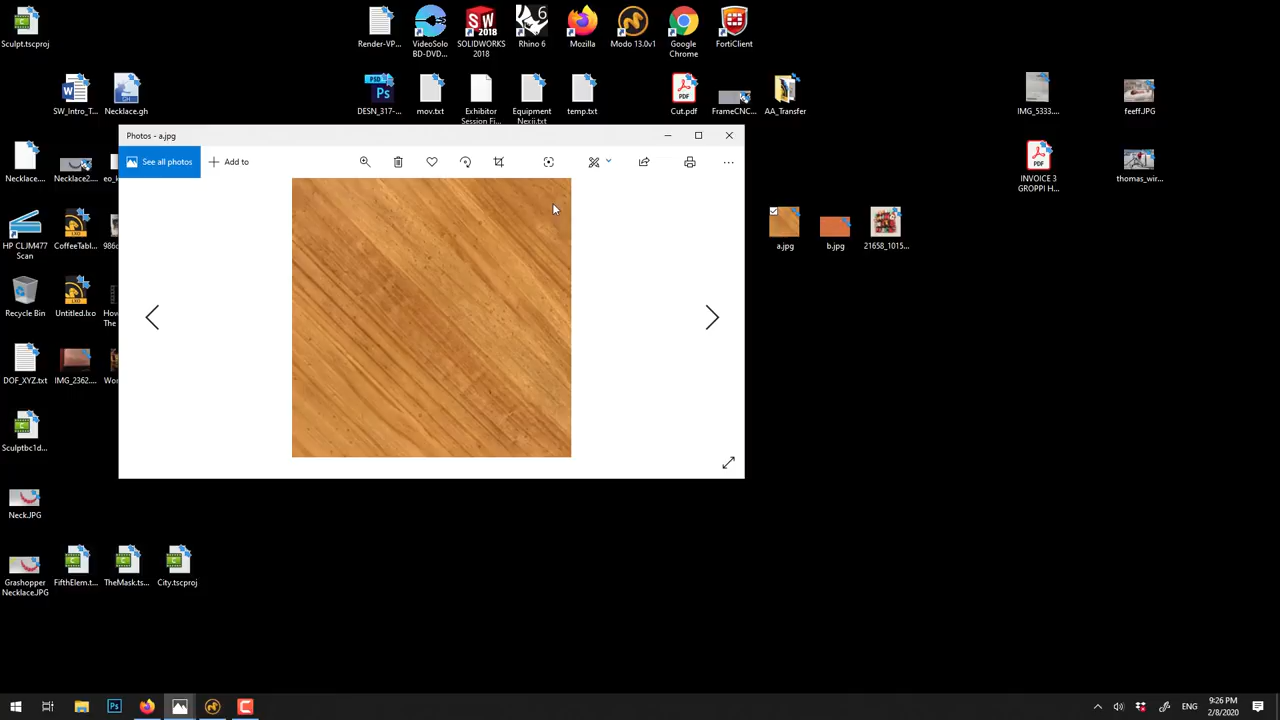 Sculpt.tscproj
Render-VP...
VideoSolo
BD-DVD...
SOLIDWORKS
2018
Rhino 6
Mozilla
Modo 13.0v1
Google
Chrome
FortiClient
SW_Intro_T...
Necklace.gh
DESN_317-...
mov.txt
Exhibitor
Session Fi...
Equipment
Nexii.txt
temp.txt
Cut.pdf
FrameCNC...
AA_Transfer
IMG_5333....
feeff.JPG
Photos - a.jpg
See all photos
Add to
Necklace....
Necklace2....
INVOICE 3
GROPPI H...
thomas_wir...
HP CLJM477
Scan
CoffeeTabl...
a.jpg
b.jpg
21658_1015...
Recycle Bin
Untitled.lxo
DOF_XYZ.txt
IMG_2362....
Sculptbc1d...
Neck.JPG
Grashopper
Necklace.JPG
FifthElem.t...
TheMask.ts...
City.tscproj
ENG
9:26 PM
2/8/2020